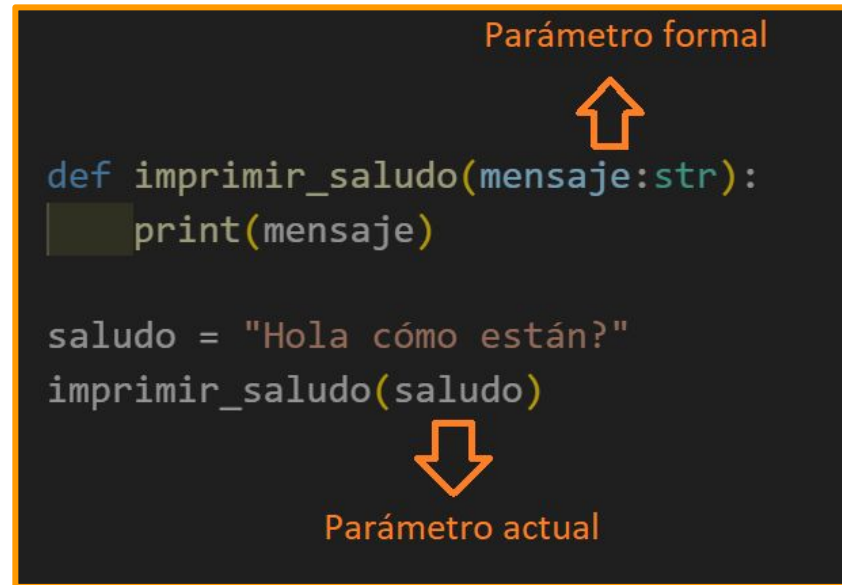 Parámetro formal
def imprimir_saludo(mensaje:str):
    print(mensaje)
saludo = "Hola cómo están?"
imprimir_saludo(saludo)
Parámetro actual